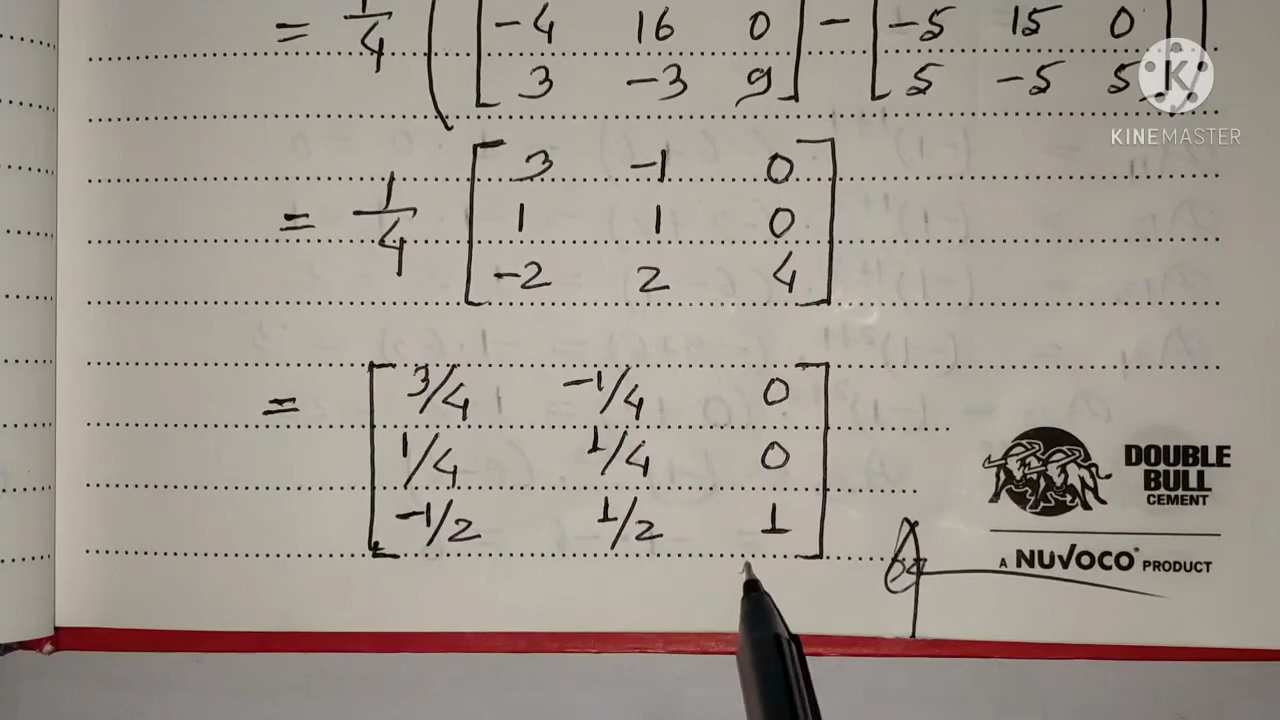 = 1/4 ( [ -4 16 0 ] - [ -5 15 0 ] )
3 -3 9 5 -5 5
KINEMASTER
3 -1 0
= 1/4 [ 1 1 0 ]
-2 2 4
3/4 -1/4 0
= [ 1/4 1/4 0 ]
-1/2 1/2 1
DOUBLE
BULL
CEMENT
A NUVOCO PRODUCT